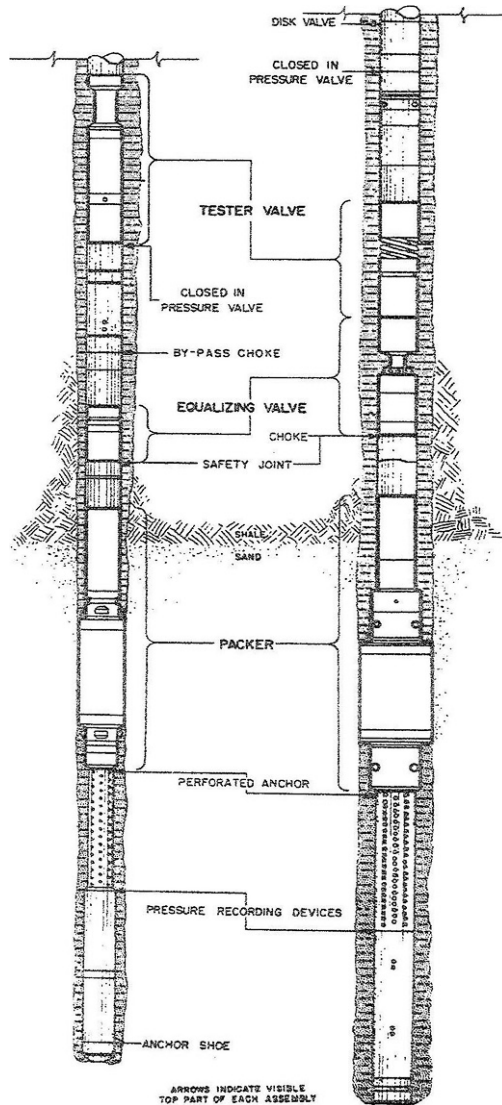 DISK VALVE
CLOSED IN
PRESSURE VALVE
TESTER VALVE
CLOSED IN
PRESSURE VALVE
BY-PASS CHOKE
EQUALIZING VALVE
CHOKE
SAFETY JOINT
SHALE
SAND
PACKER
PERFORATED ANCHOR
PRESSURE RECORDING DEVICES
ANCHOR SHOE
ARROWS INDICATE VISIBLE
TOP PART OF EACH ASSEMBLY